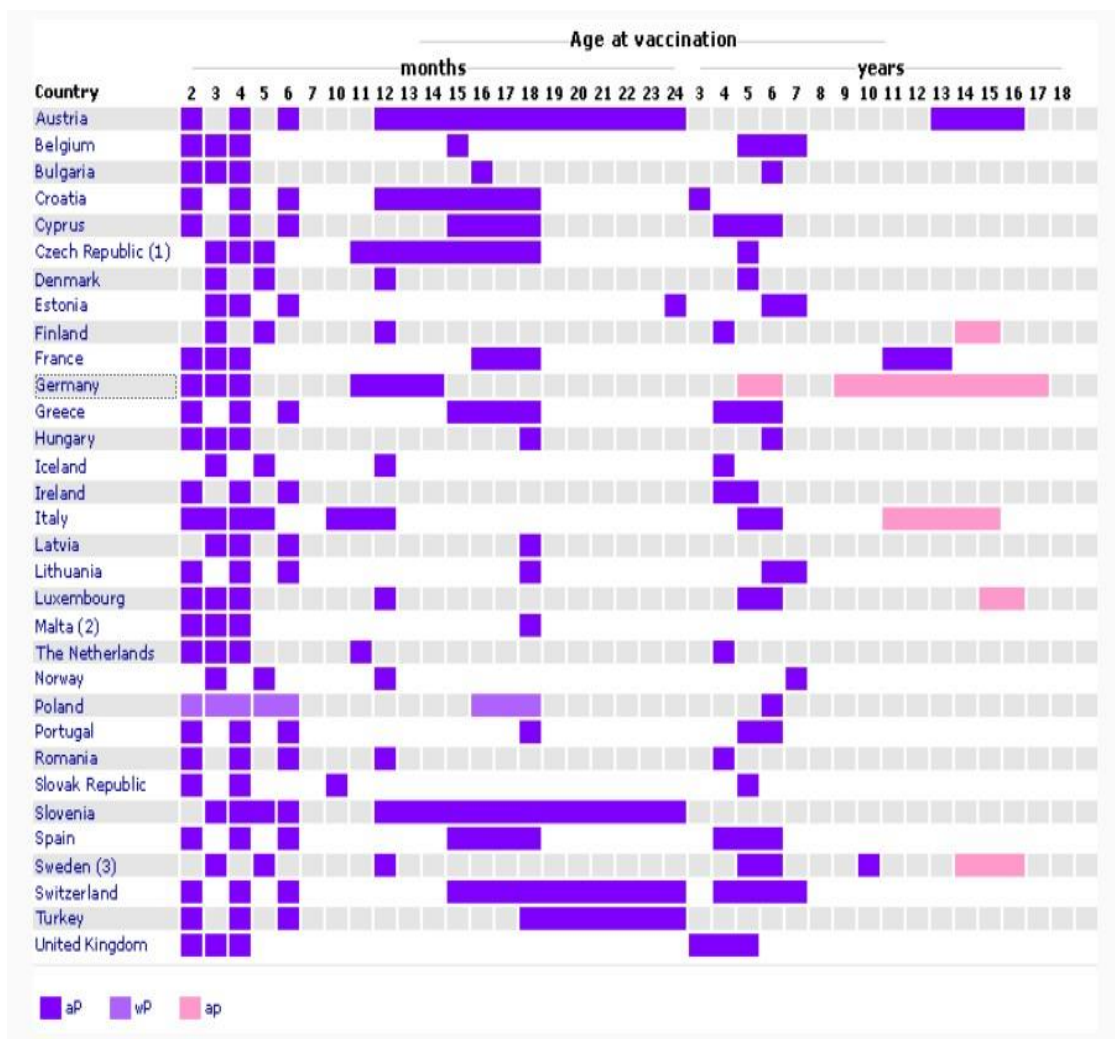 Age at vaccination
months years
Country 2 3 4 5 6 7 10 11 12 13 14 15 16 17 18 19 20 21 22 23 24 3 4 5 6 7 8 9 10 11 12 13 14 15 16 17 18
Austria
Belgium
Bulgaria
Croatia
Cyprus
Czech Republic (1)
Denmark
Estonia
Finland
France
Germany
Greece
Hungary
Iceland
Ireland
Italy
Latvia
Lithuania
Luxembourg
Malta (2)
The Netherlands
Norway
Poland
Portugal
Romania
Slovak Republic
Slovenia
Spain
Sweden (3)
Switzerland
Turkey
United Kingdom
aP wP ap